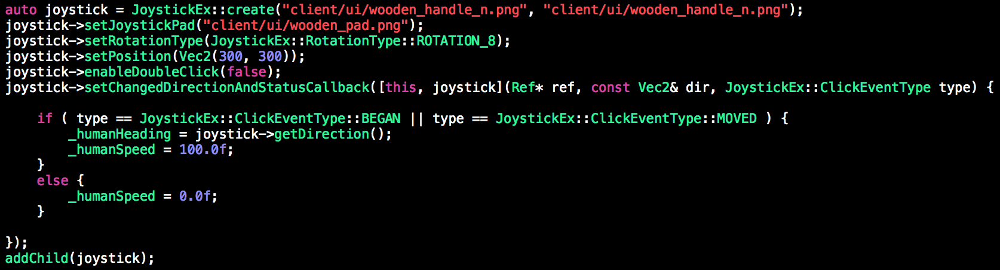 auto joystick = JoystickEx::create("client/ui/wooden_handle_n.png", "client/ui/wooden_handle_n.png");
joystick->setJoystickPad("client/ui/wooden_pad.png");
joystick->setRotationType(JoystickEx::RotationType::ROTATION_8);
joystick->setPosition(Vec2(300, 300));
joystick->enableDoubleClick(false);
joystick->setChangedDirectionAndStatusCallback([this, joystick](Ref* ref, const Vec2& dir, JoystickEx::ClickEventType type) {
    if ( type == JoystickEx::ClickEventType::BEGAN || type == JoystickEx::ClickEventType::MOVED ) {
        _humanHeading = joystick->getDirection();
        _humanSpeed = 100.0f;
    }
    else {
        _humanSpeed = 0.0f;
    }
});
addChild(joystick);